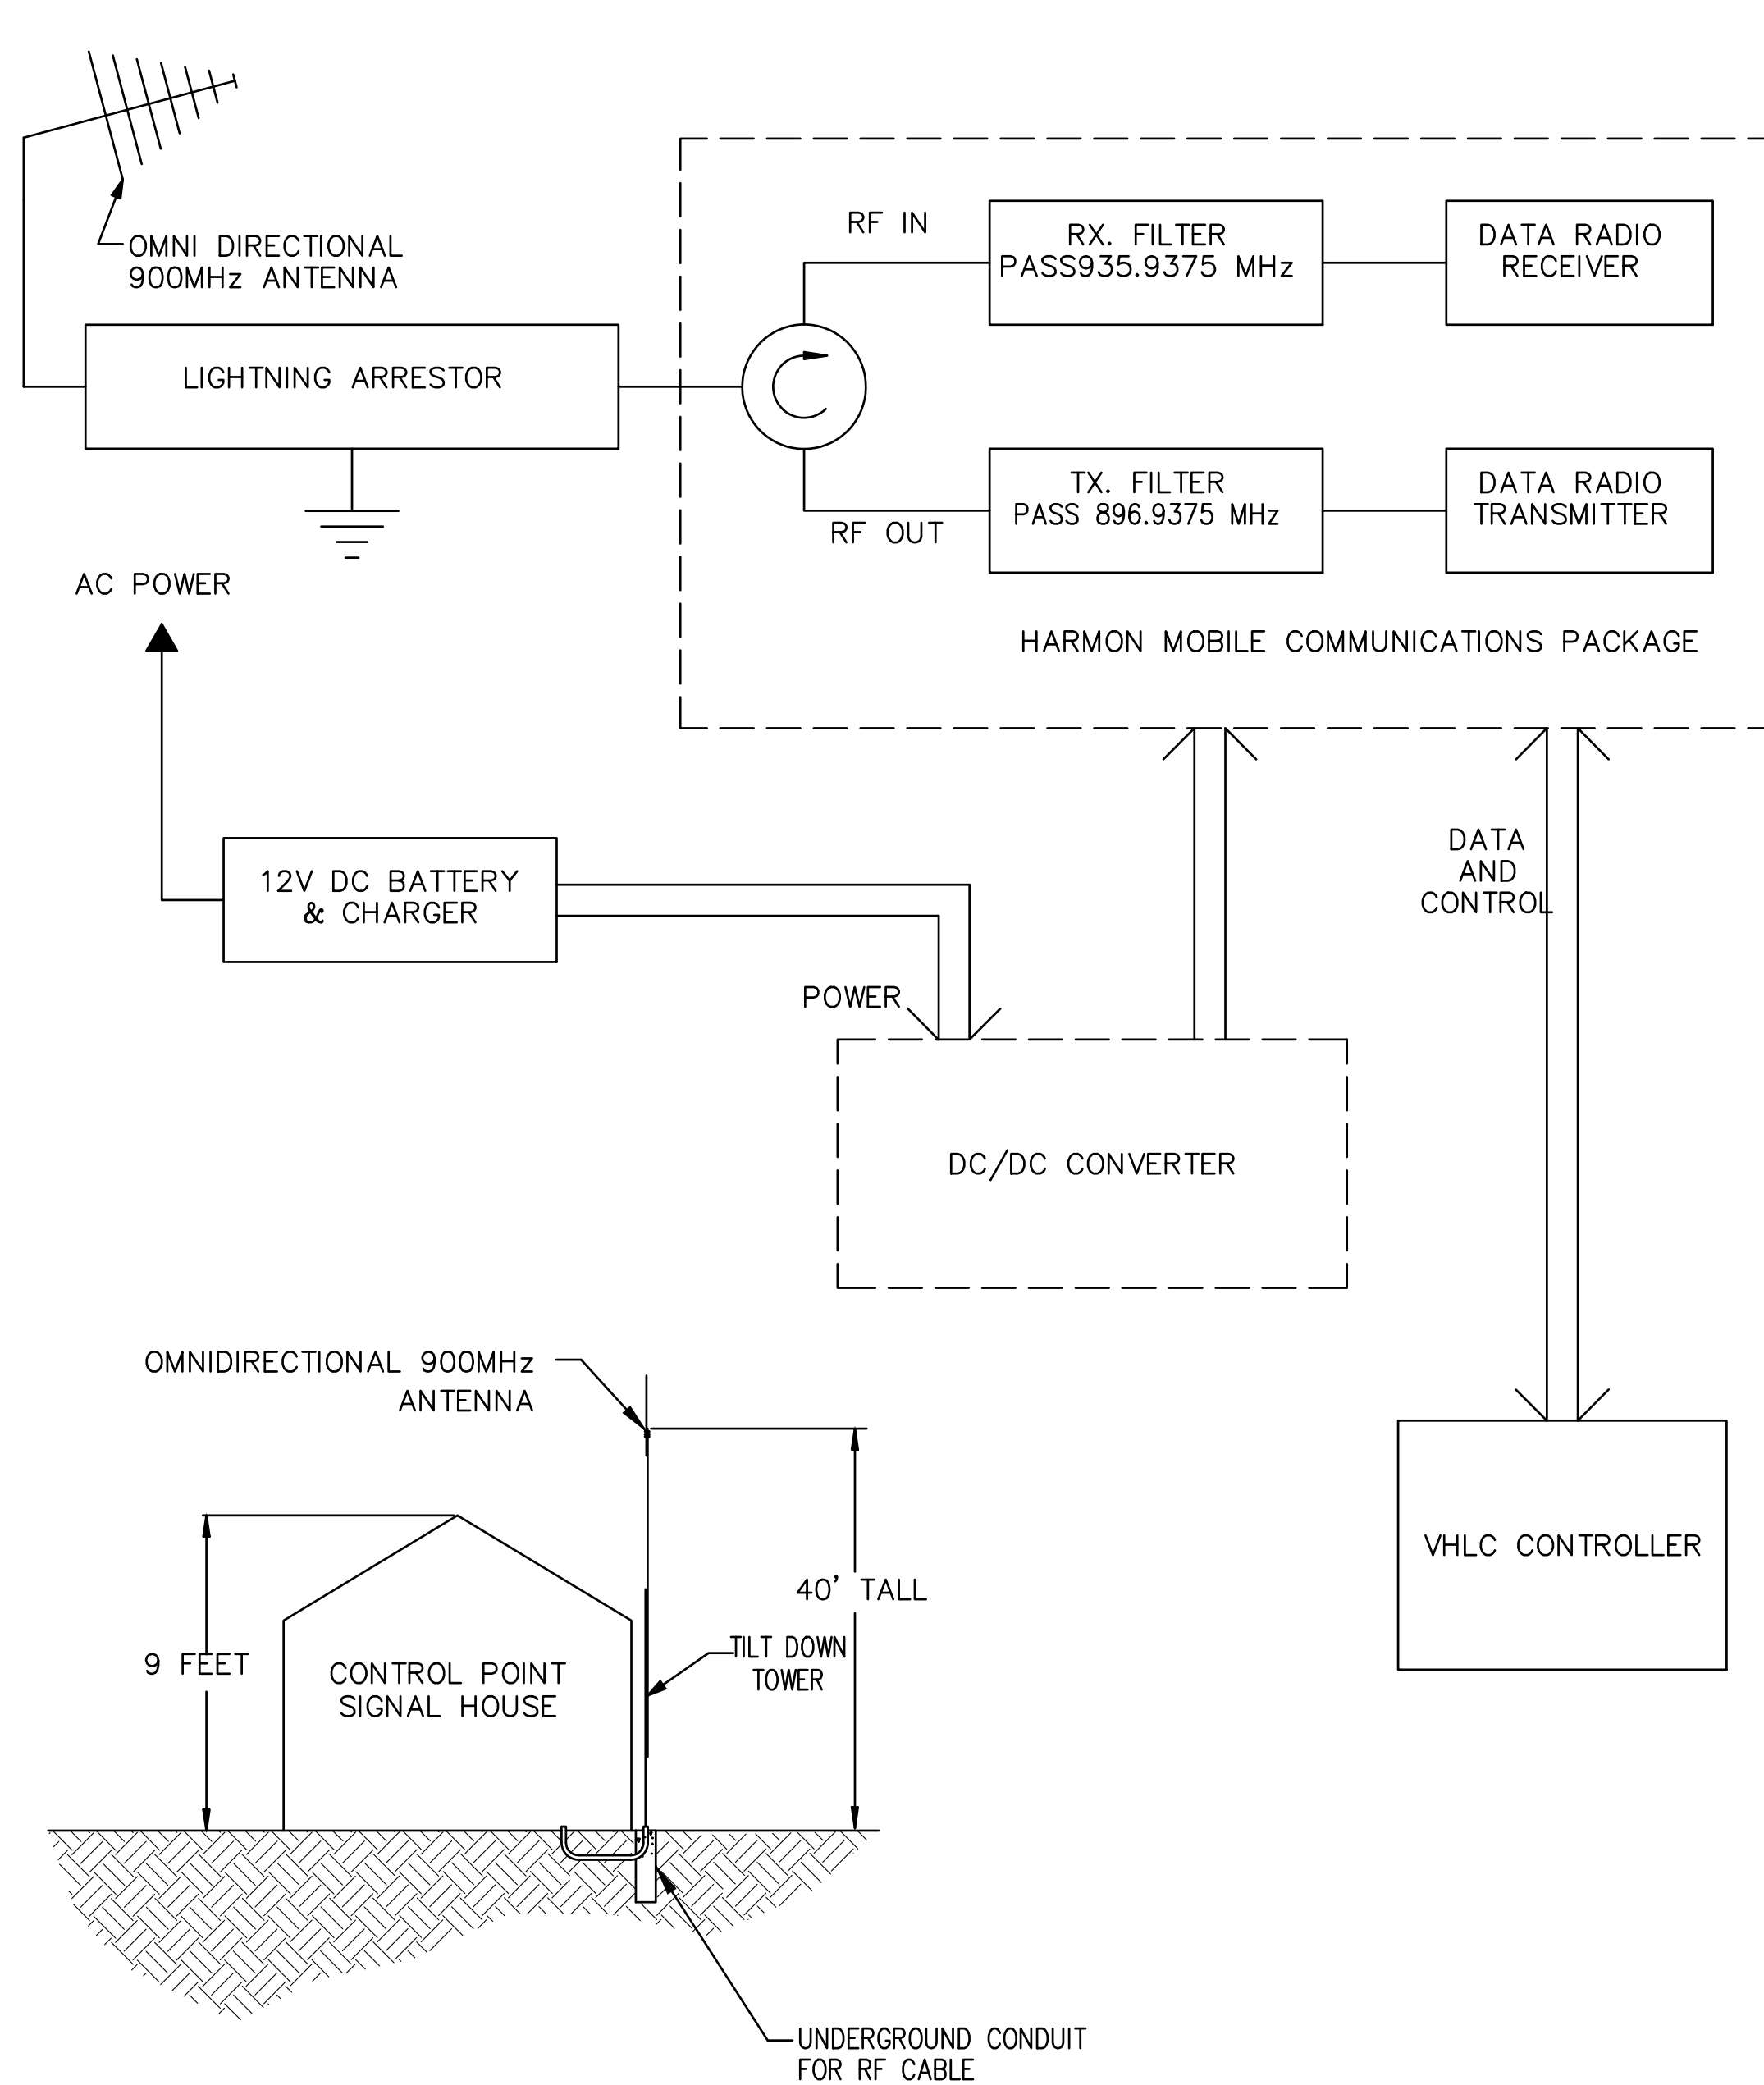 OMNI DIRECTIONAL
900MHz ANTENNA
LIGHTNING ARRESTOR
RF IN
RX. FILTER
PASS935.9375 MHz
DATA RADIO
RECEIVER
RF OUT
TX. FILTER
PASS 896.9375 MHz
DATA RADIO
TRANSMITTER
HARMON MOBILE COMMUNICATIONS PACKAGE
AC POWER
12V DC BATTERY
& CHARGER
POWER
DATA
AND
CONTROL
DC/DC CONVERTER
VHLC CONTROLLER
OMNIDIRECTIONAL 900MHz
ANTENNA
40' TALL
9 FEET
CONTROL POINT
SIGNAL HOUSE
TILT DOWN
TOWER
UNDERGROUND CONDUIT
FOR RF CABLE